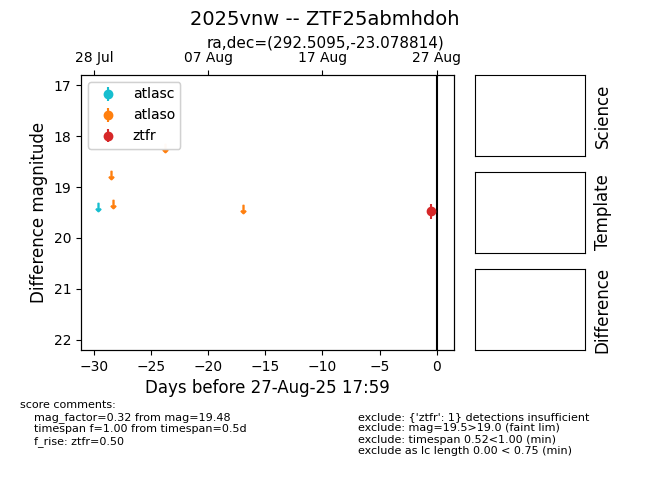 2025vnw -- ZTF25abmhdoh
ra,dec=(292.5095,-23.078814)
28 Jul 07 Aug 17 Aug 27 Aug
atlasc
atlaso
ztfr
17
18
19
20
21
22
Difference magnitude
−30 −25 −20 −15 −10 −5 0
Days before 27-Aug-25 17:59
Science
Template
Difference
score comments:
mag_factor=0.32 from mag=19.48
timespan f=1.00 from timespan=0.5d
f_rise: ztfr=0.50
exclude: {'ztfr': 1} detections insufficient
exclude: mag=19.5>19.0 (faint lim)
exclude: timespan 0.52<1.00 (min)
exclude as lc length 0.00 < 0.75 (min)